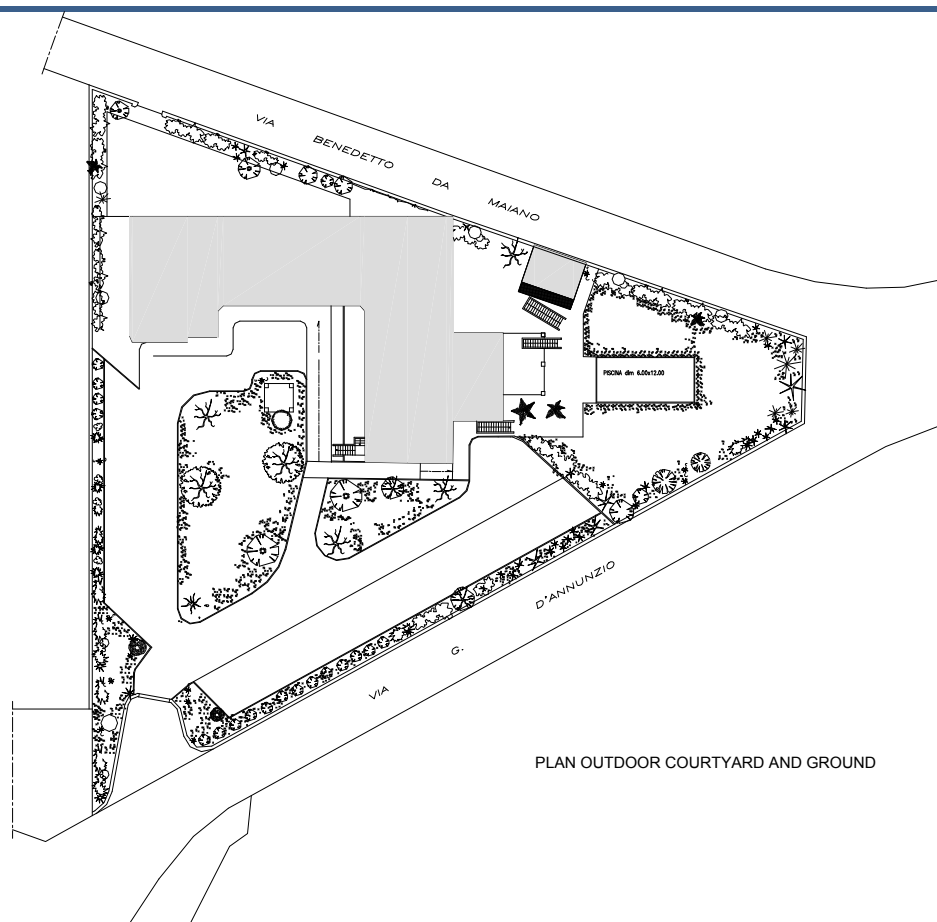 VIA BENEDETTO DA MAIANO
PISCINA dim 6.00x12.00
VIA G. D'ANNUNZIO
PLAN OUTDOOR COURTYARD AND GROUND